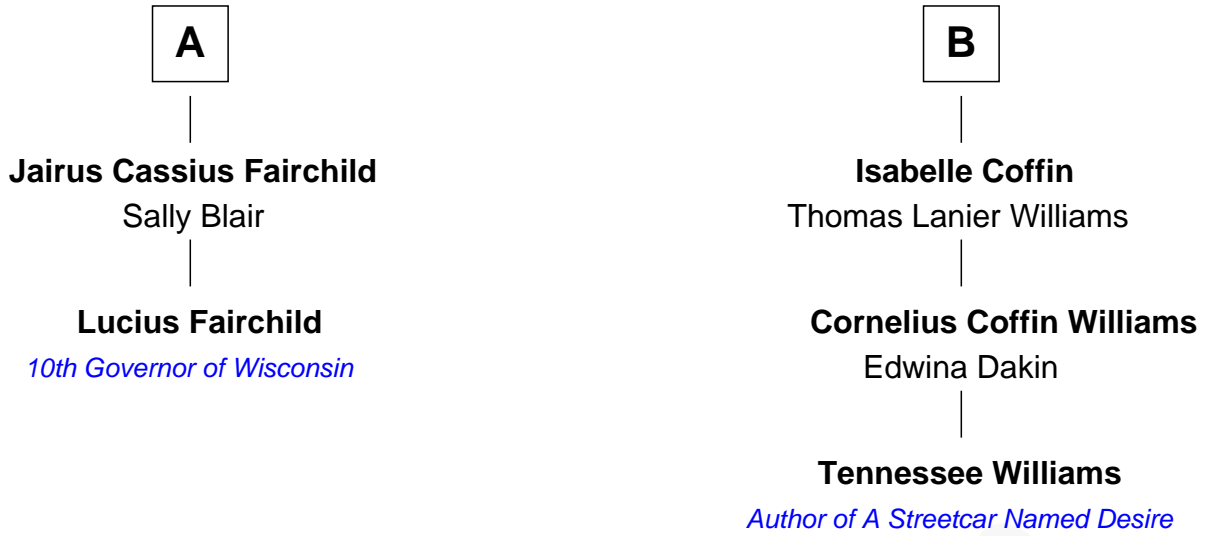 A
Jairus Cassius Fairchild
Sally Blair
Lucius Fairchild
10th Governor of Wisconsin
B
Isabelle Coffin
Thomas Lanier Williams
Cornelius Coffin Williams
Edwina Dakin
Tennessee Williams
Author of A Streetcar Named Desire